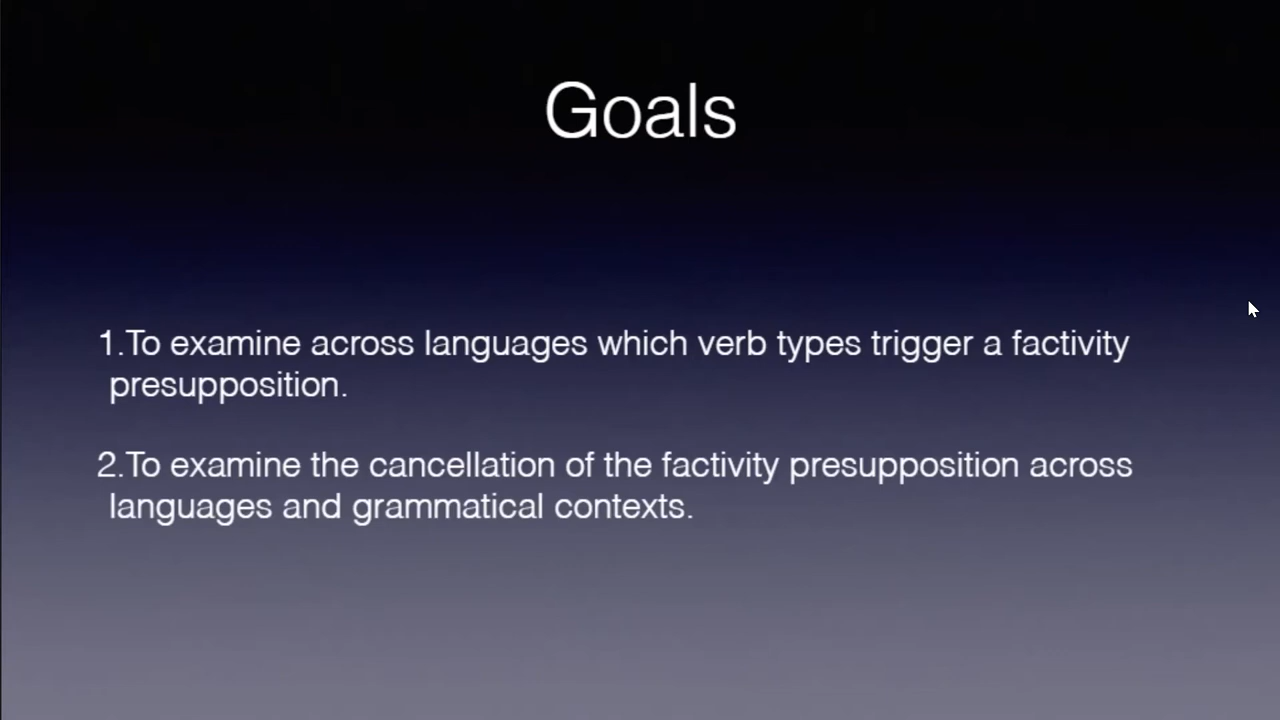 Goals
1.To examine across languages which verb types trigger a factivity
presupposition.
2.To examine the cancellation of the factivity presupposition across
languages and grammatical contexts.